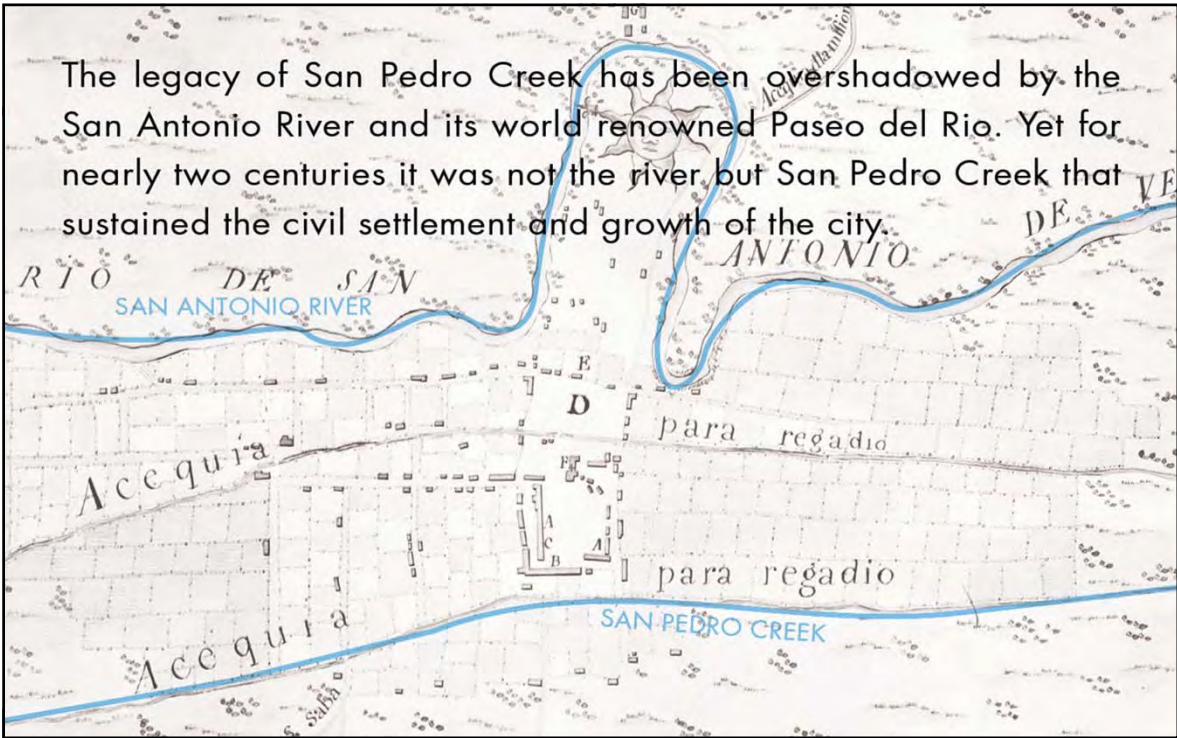 The legacy of San Pedro Creek has been overshadowed by the
San Antonio River and its world renowned Paseo del Rio. Yet for
nearly two centuries it was not the river but San Pedro Creek that
sustained the civil settlement and growth of the city.
RIO DE SAN ANTONIO DE VE
SAN ANTONIO RIVER
E
D
Acequia para regadio
F
A
C
A
B
Acequia para regadio
SAN PEDRO CREEK
S. Saba